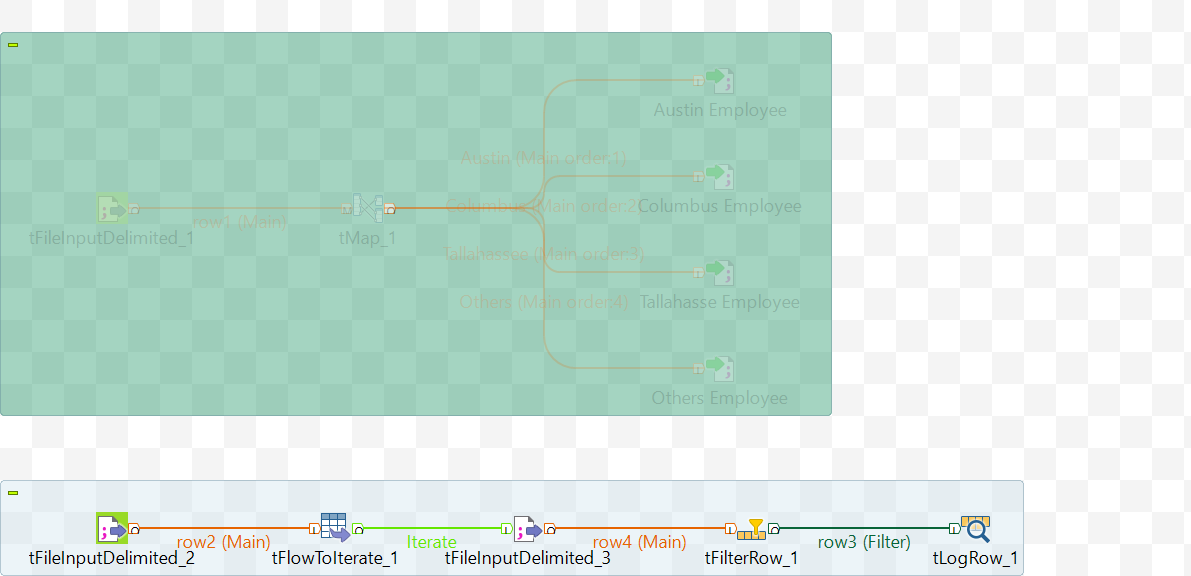 Austin Employee
Austin (Main order:1)
Columbus (Main order:2)
Columbus Employee
row1 (Main)
tFileInputDelimited_1
tMap_1
Tallahassee (Main order:3)
Others (Main order:4)
Tallahasse Employee
Others Employee
row2 (Main)
Iterate
row4 (Main)
row3 (Filter)
tFileInputDelimited_2
tFlowToIterate_1
tFileInputDelimited_3
tFilterRow_1
tLogRow_1